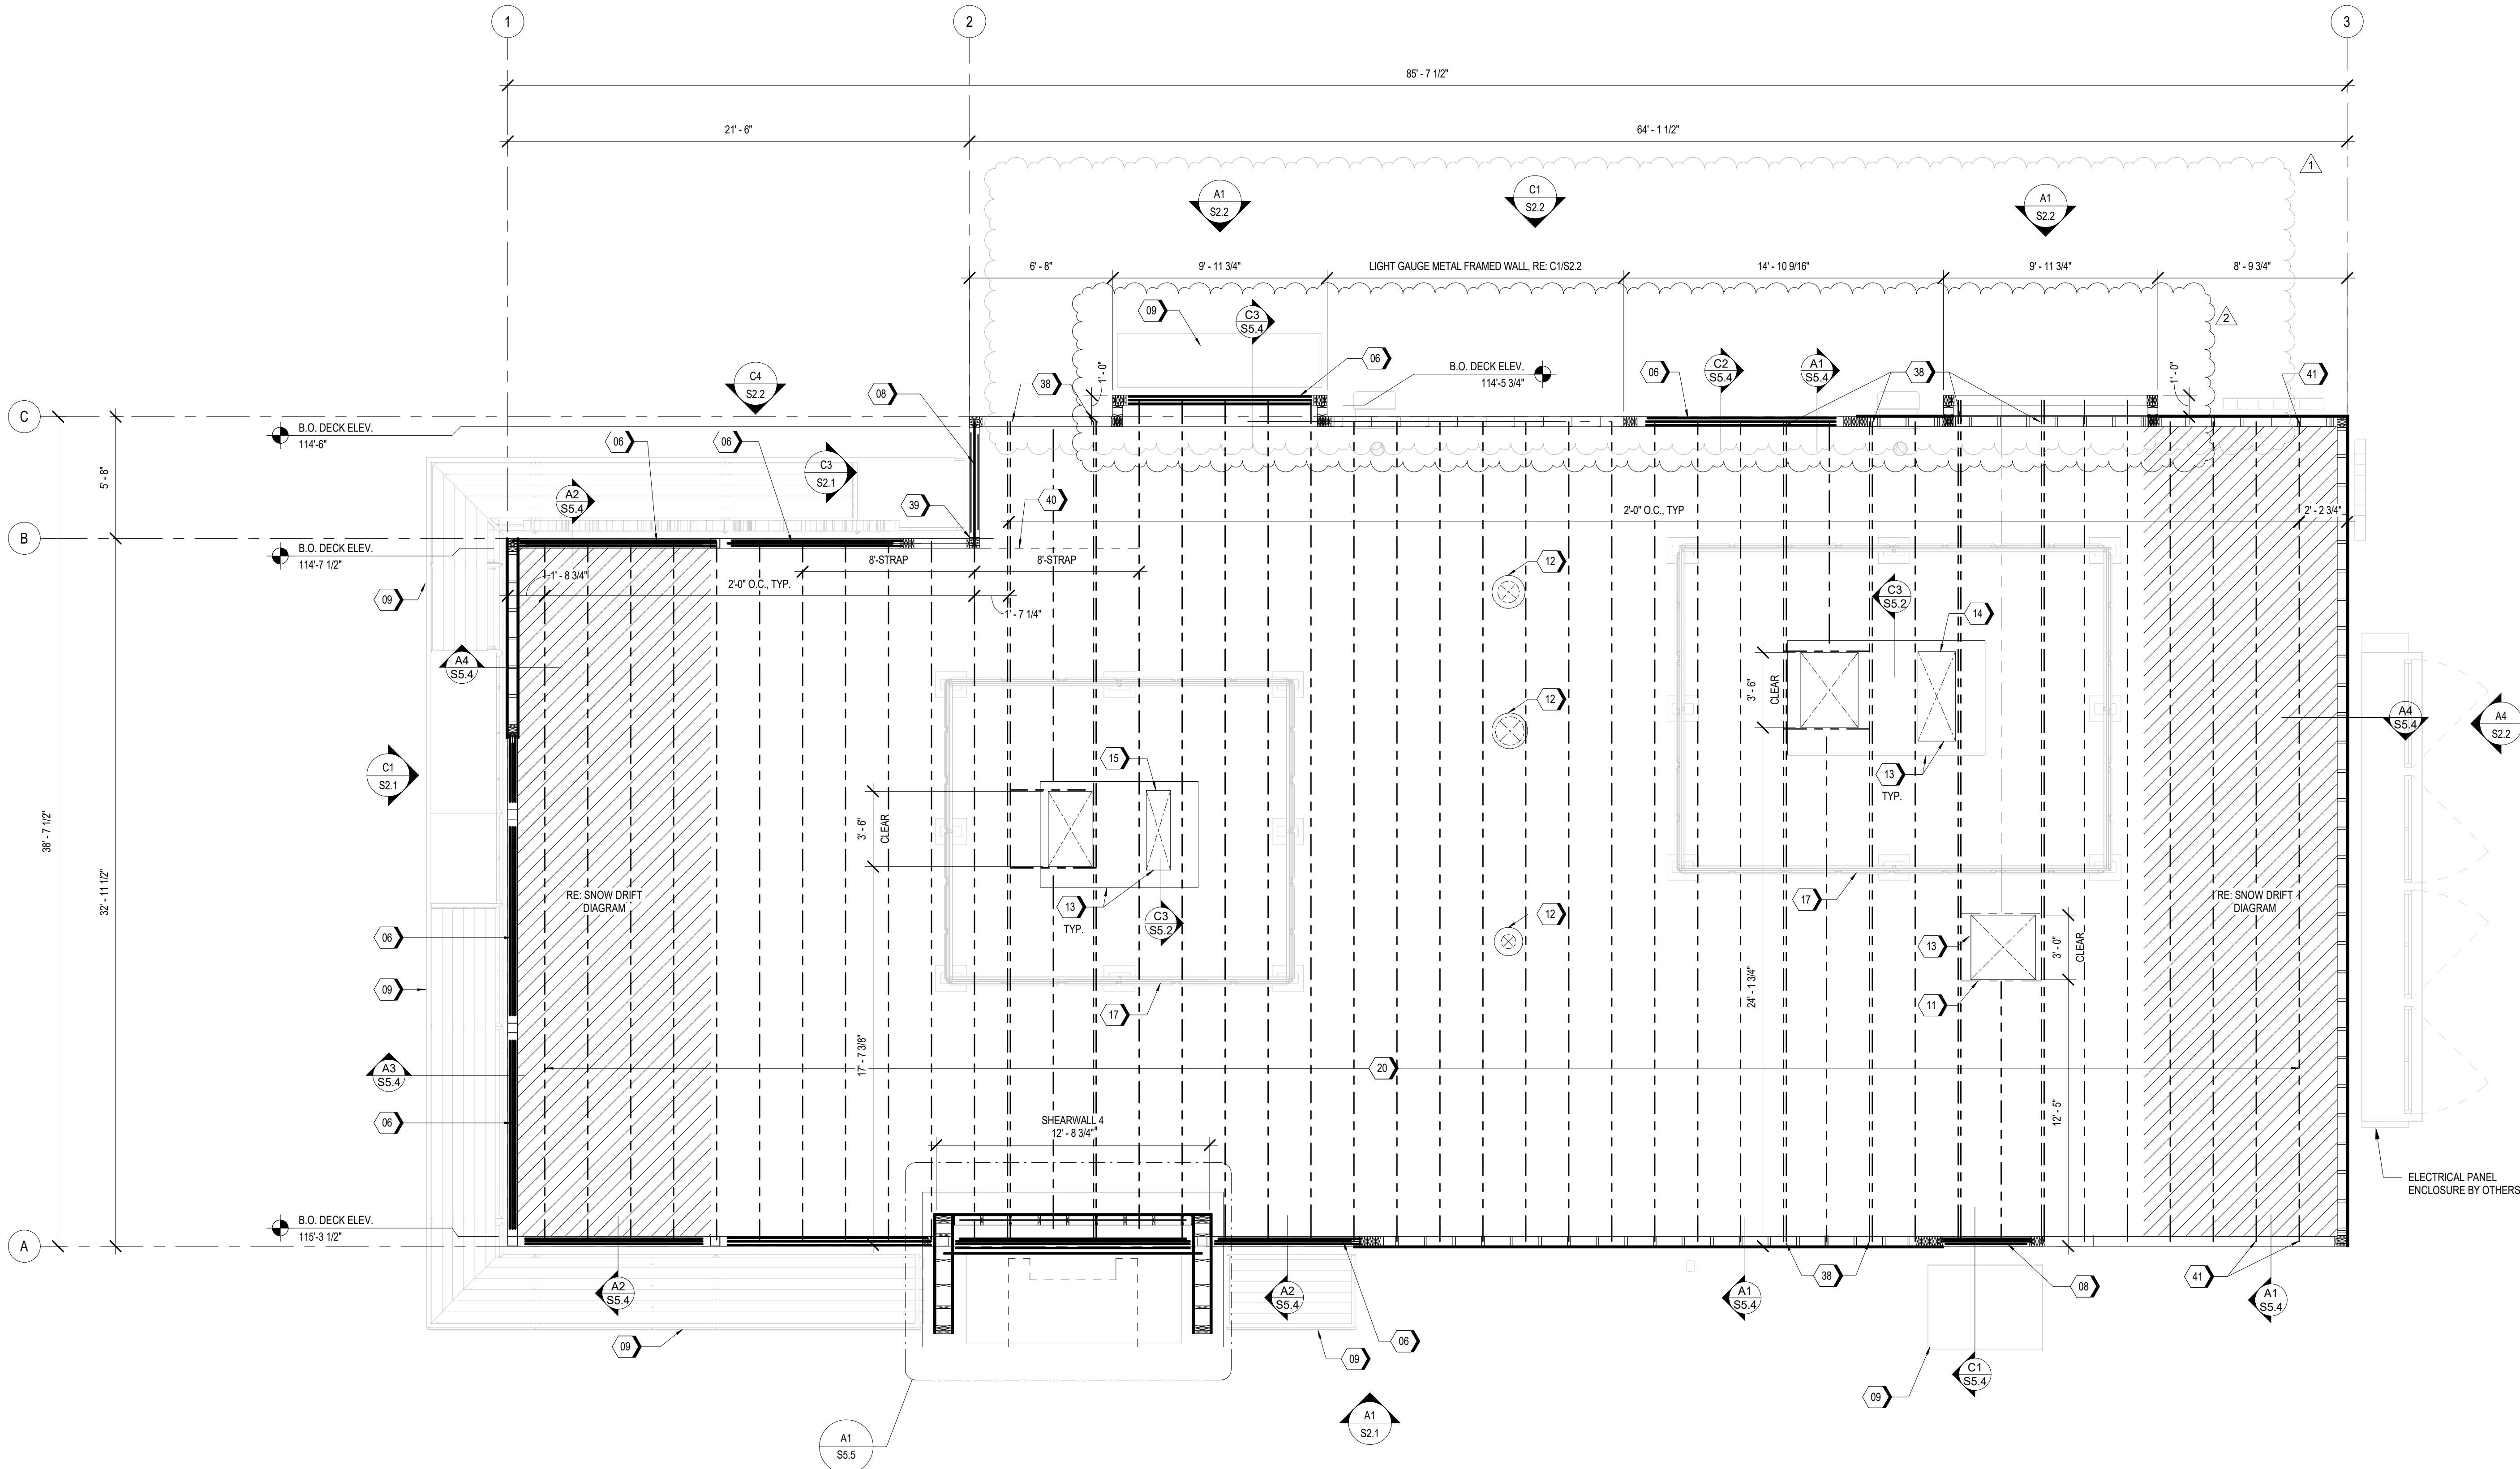 1
2
3
85' - 7 1/2"
21' - 6"
64' - 1 1/2"
1
A1
S2.2
C1
S2.2
A1
S2.2
6' - 8"
9' - 11 3/4"
LIGHT GAUGE METAL FRAMED WALL, RE: C1/S2.2
14' - 10 9/16"
9' - 11 3/4"
8' - 9 3/4"
09
C3
S5.4
2
C4
S2.2
08
38
1' - 0"
06
B.O. DECK ELEV.
114'-5 3/4"
06
C2
S5.4
A1
S5.4
38
1' - 0"
41
C
B.O. DECK ELEV.
114'-6"
06
06
C3
S2.1
5' - 8"
A2
S5.4
39
40
2'-0" O.C., TYP
2' - 2 3/4"
B
B.O. DECK ELEV.
114'-7 1/2"
8'-STRAP
8'-STRAP
12
1' - 8 3/4"
2'-0" O.C., TYP.
1' - 7 1/4"
09
C3
S5.2
14
A4
S5.4
3' - 6"
CLEAR
12
A4
S5.4
A4
S2.2
C1
S2.1
15
13
TYP.
38' - 7 1/2"
32' - 11 1/2"
3' - 6"
CLEAR
RE: SNOW DRIFT
DIAGRAM
13
TYP.
C3
S5.2
12
17
RE: SNOW DRIFT
DIAGRAM
06
13
3' - 0"
CLEAR
09
17
24' - 1 3/4"
11
17' - 7 3/8"
A3
S5.4
20
06
SHEARWALL 4
12' - 8 3/4"
12' - 5"
ELECTRICAL PANEL
ENCLOSURE BY OTHERS
A
B.O. DECK ELEV.
115'-3 1/2"
A2
S5.4
A2
S5.4
A1
S5.4
38
08
41
A1
S5.4
09
09
06
C1
S5.4
09
A1
S5.5
A1
S2.1